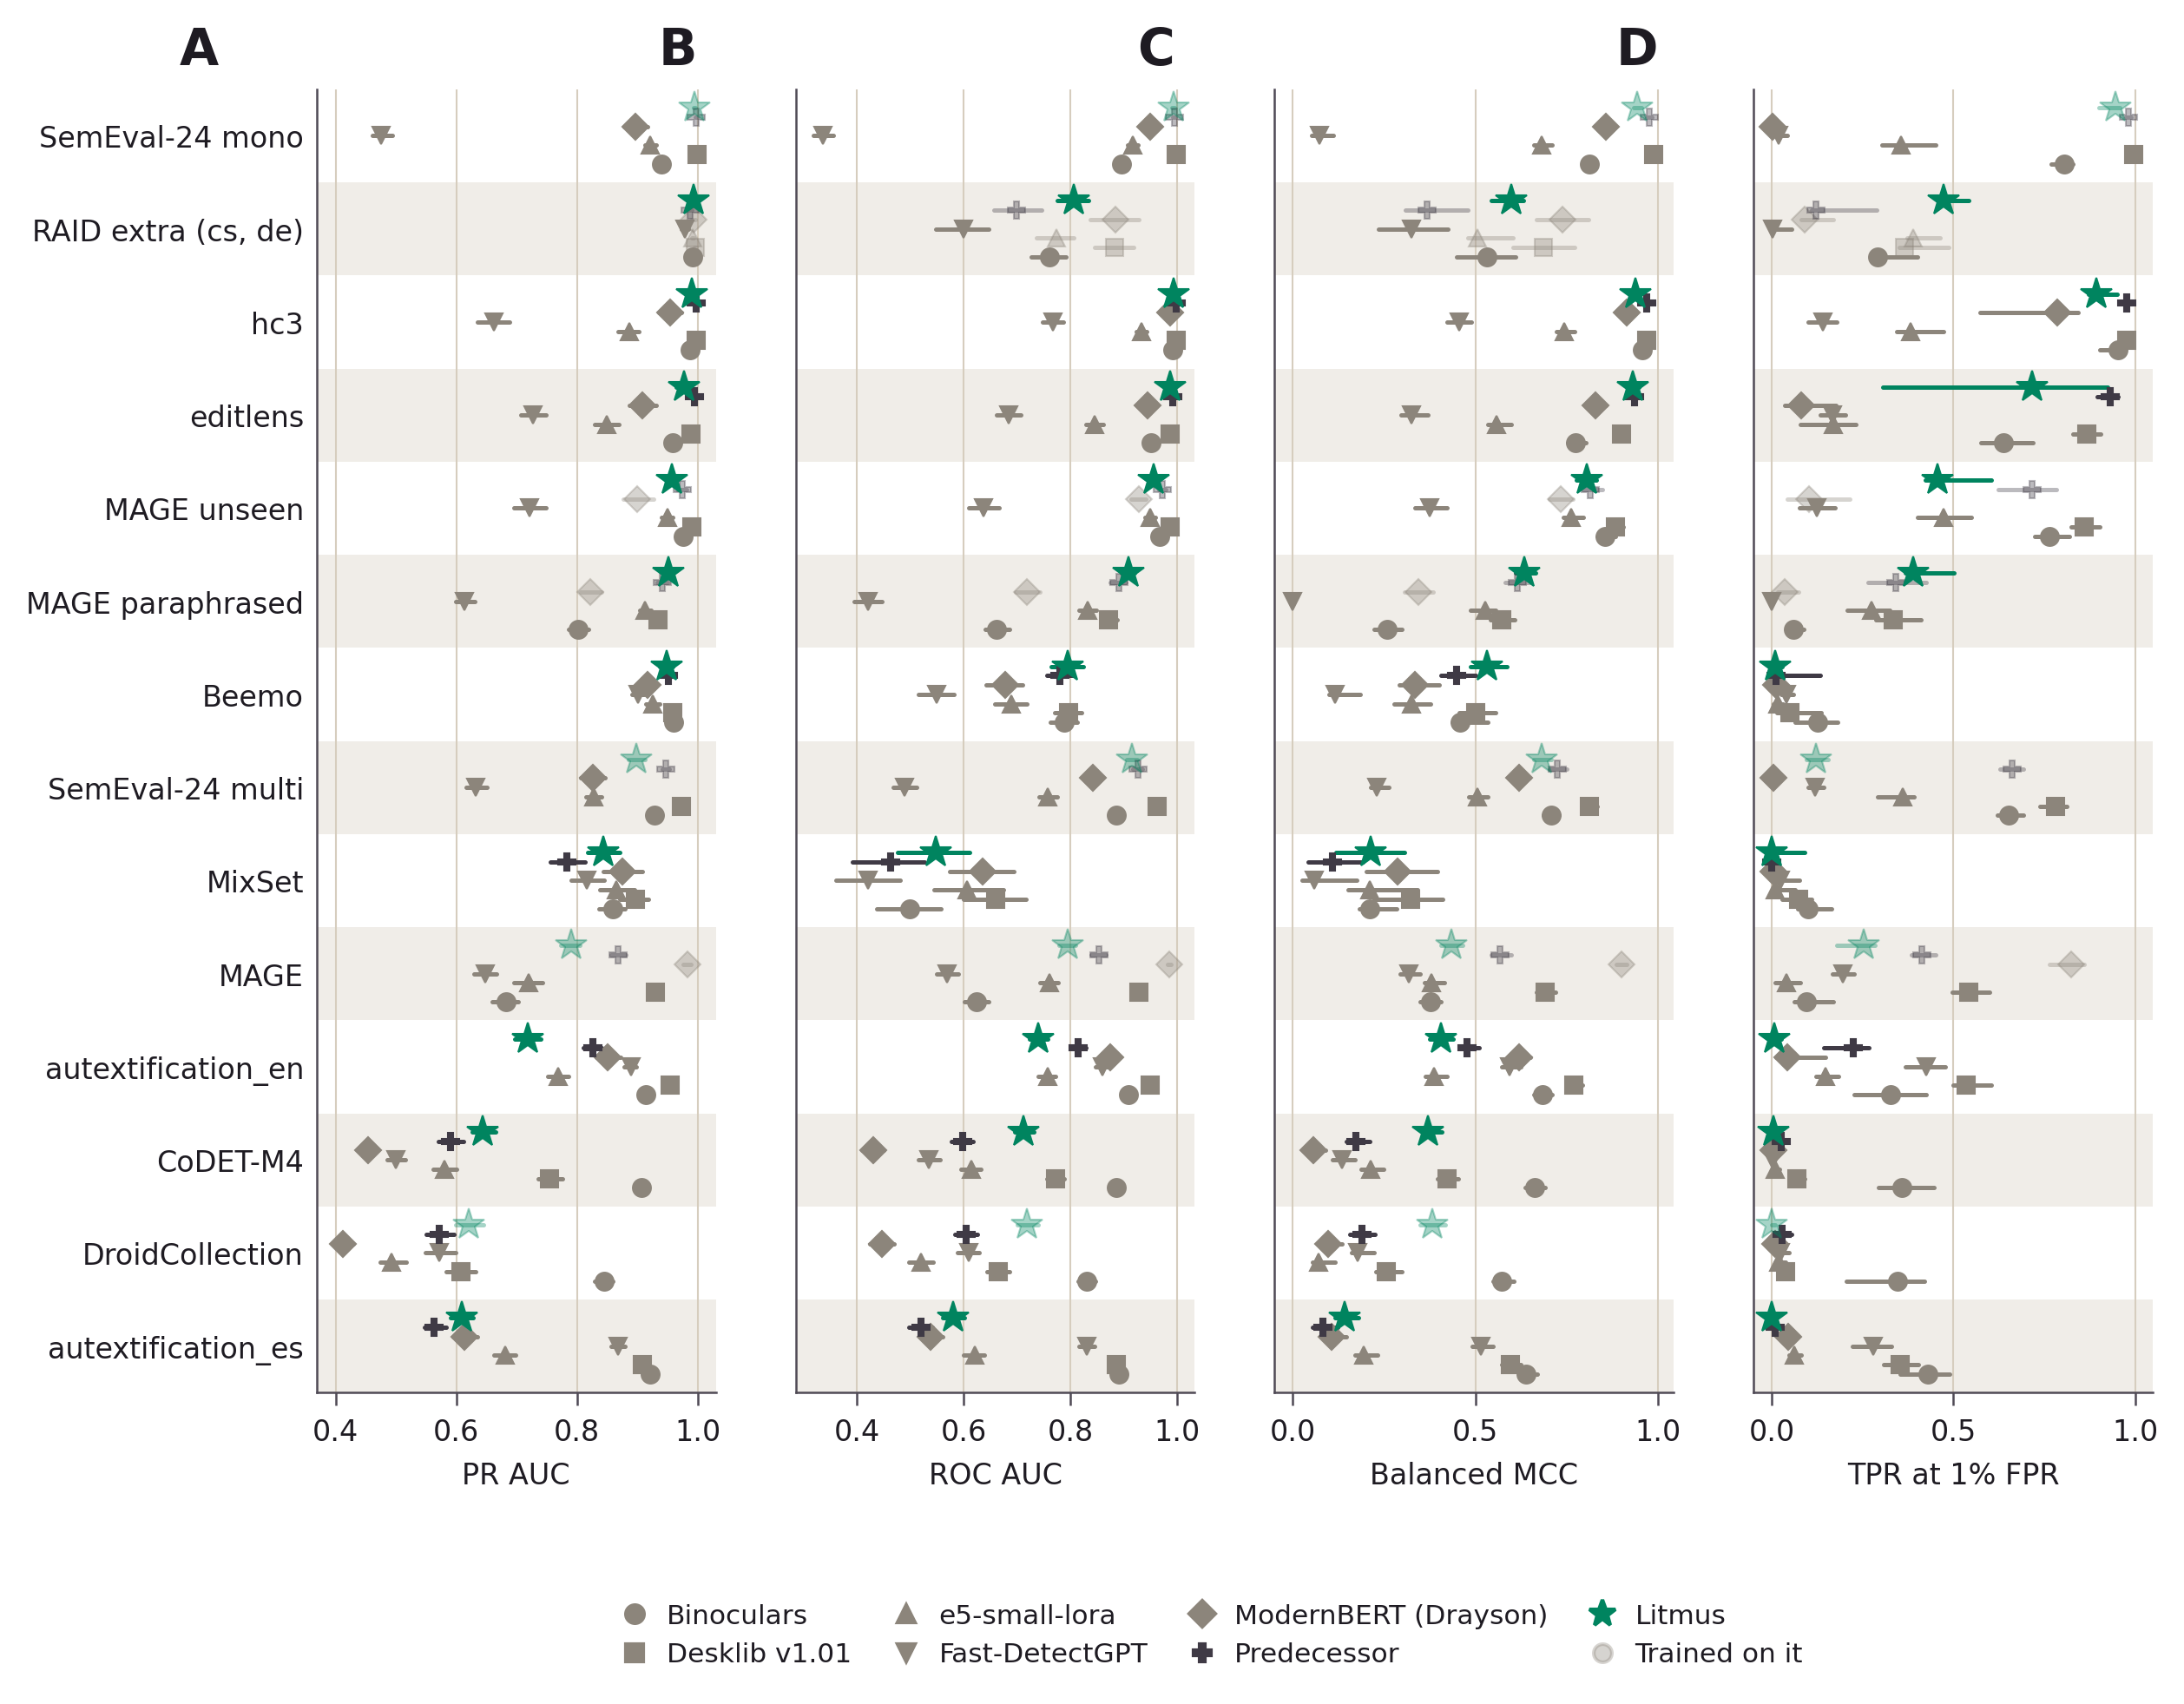 A B C D
SemEval-24 mono
RAID extra (cs, de)
hc3
editlens
MAGE unseen
MAGE paraphrased
Beemo
SemEval-24 multi
MixSet
MAGE
autextification_en
CoDET-M4
DroidCollection
autextification_es
0.4 0.6 0.8 1.0 0.4 0.6 0.8 1.0 0.0 0.5 1.0 0.0 0.5 1.0
PR AUC ROC AUC Balanced MCC TPR at 1% FPR
Binoculars e5-small-lora ModernBERT (Drayson) Litmus
Desklib v1.01 Fast-DetectGPT Predecessor Trained on it